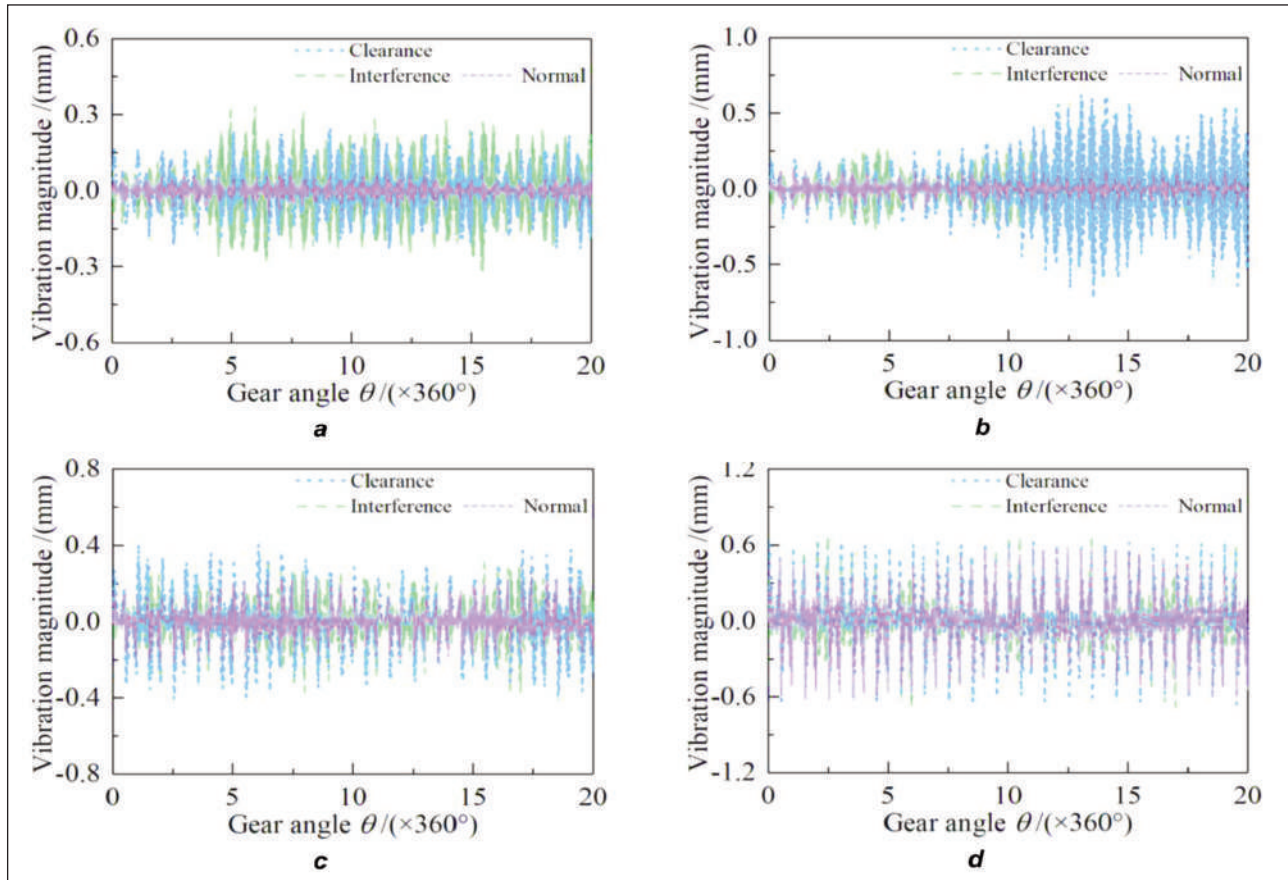 0.6
Clearance
Interference Normal
0.3
0.0
-0.3
-0.6
Vibration magnitude /(mm)
0 5 10 15 20
Gear angle θ/(×360°)
a
1.0
Clearance
Interference Normal
0.5
0.0
-0.5
-1.0
Vibration magnitude /(mm)
0 5 10 15 20
Gear angle θ/(×360°)
b
0.8
Clearance
Interference Normal
0.4
0.0
-0.4
-0.8
Vibration magnitude /(mm)
0 5 10 15 20
Gear angle θ/(×360°)
c
1.2
Clearance
Interference Normal
0.6
0.0
-0.6
-1.2
Vibration magnitude /(mm)
0 5 10 15 20
Gear angle θ/(×360°)
d